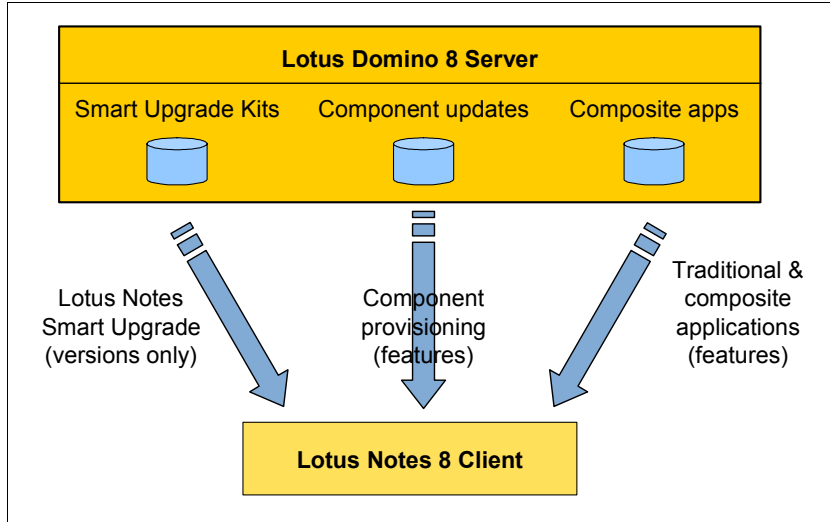 Lotus Domino 8 Server
Smart Upgrade Kits
Component updates
Composite apps
Lotus Notes
Smart Upgrade
(versions only)
Component
provisioning
(features)
Traditional &
composite
applications
(features)
Lotus Notes 8 Client